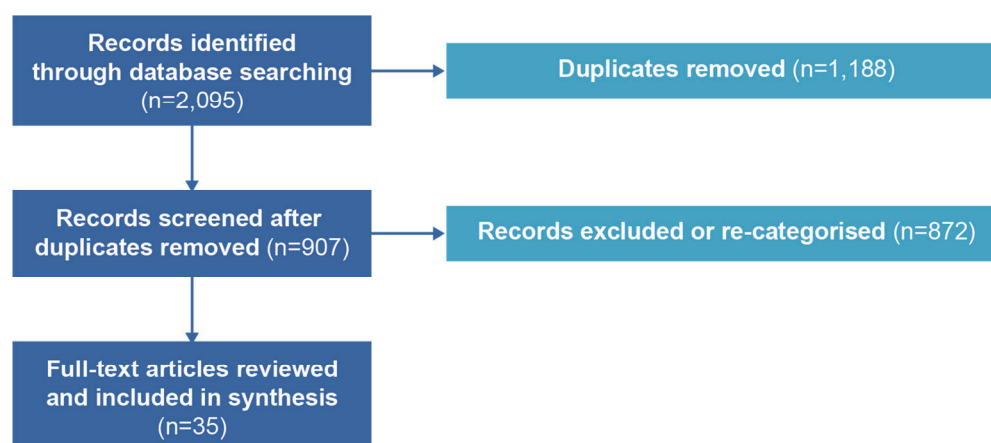 Records identified
through database searching
(n=2,095)
Duplicates removed (n=1,188)
Records screened after
duplicates removed (n=907)
Records excluded or re-categorised (n=872)
Full-text articles reviewed
and included in synthesis
(n=35)